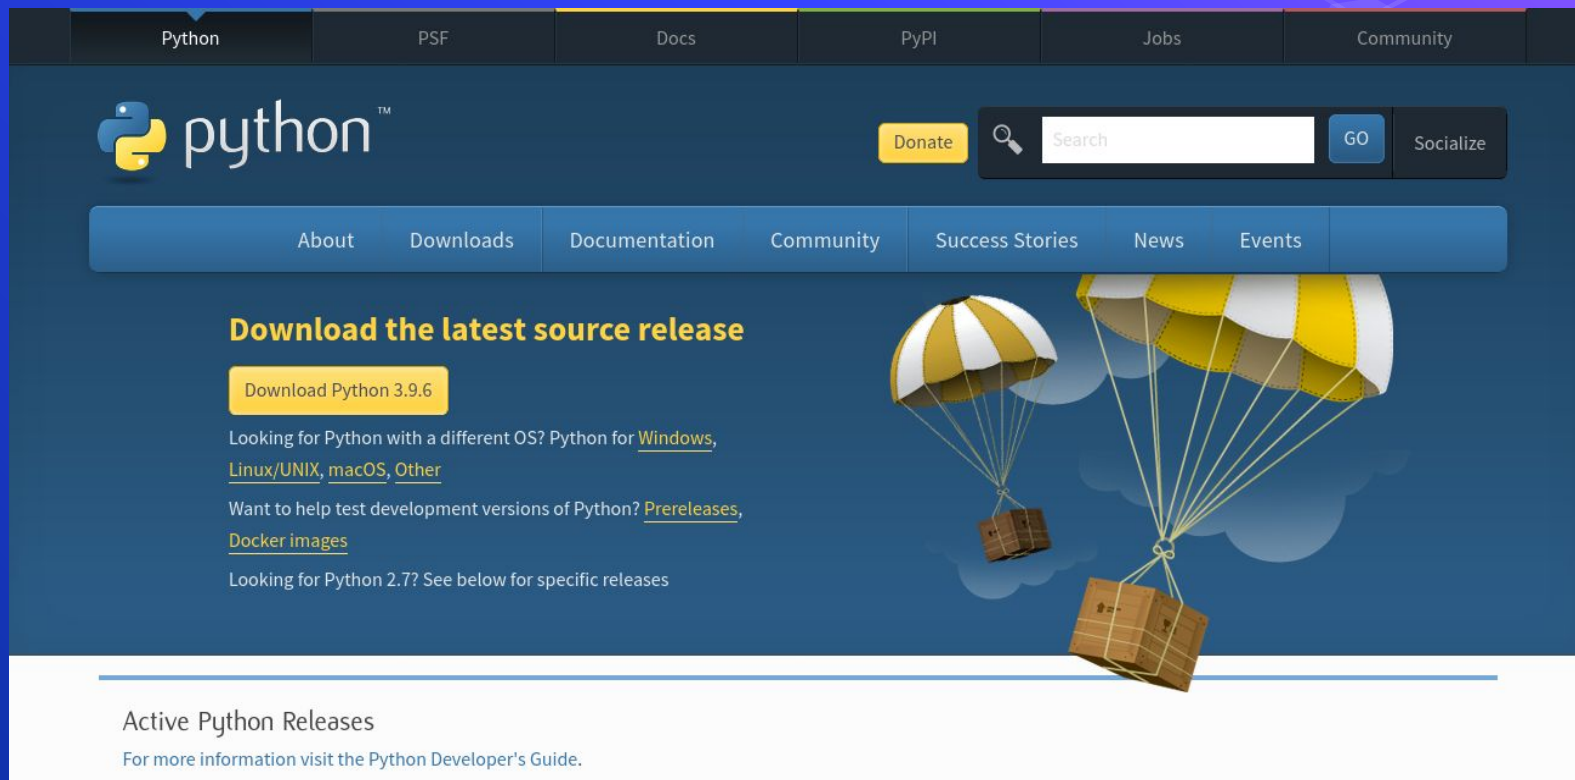 Python PSF Docs PyPI Jobs Community
python™
Donate Search GO Socialize
About Downloads Documentation Community Success Stories News Events
Download the latest source release
Download Python 3.9.6
Looking for Python with a different OS? Python for Windows,
Linux/UNIX, macOS, Other
Want to help test development versions of Python? Prereleases,
Docker images
Looking for Python 2.7? See below for specific releases
Active Python Releases
For more information visit the Python Developer's Guide.